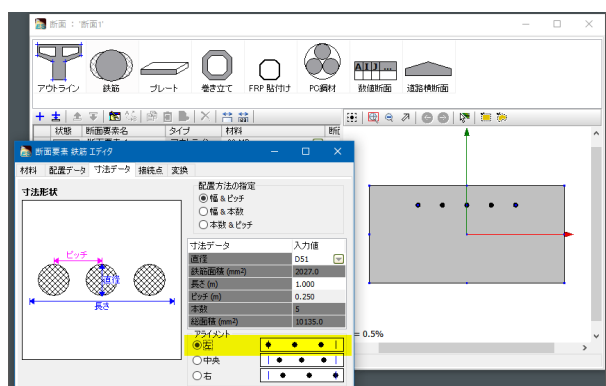 断面 : '断面1'
アウトライン
鉄筋
プレート
巻き立て
FRP 貼付け
PC鋼材
数値断面
道路横断面
状態 断面要素名 タイプ 材料
断面要素 鉄筋 エディタ
材料 配置データ 寸法データ 接続点 変換
寸法形状
ピッチ
直径
長さ
配置方法の指定
幅 & ピッチ
幅 & 本数
本数 & ピッチ
寸法データ 入力値
直径 D51
鉄筋面積 (mm2) 2027.0
長さ (m) 1.000
ピッチ (m) 0.250
本数 5
総面積 (mm2) 10135.0
アライメント
左
中央
右
= 0.5%